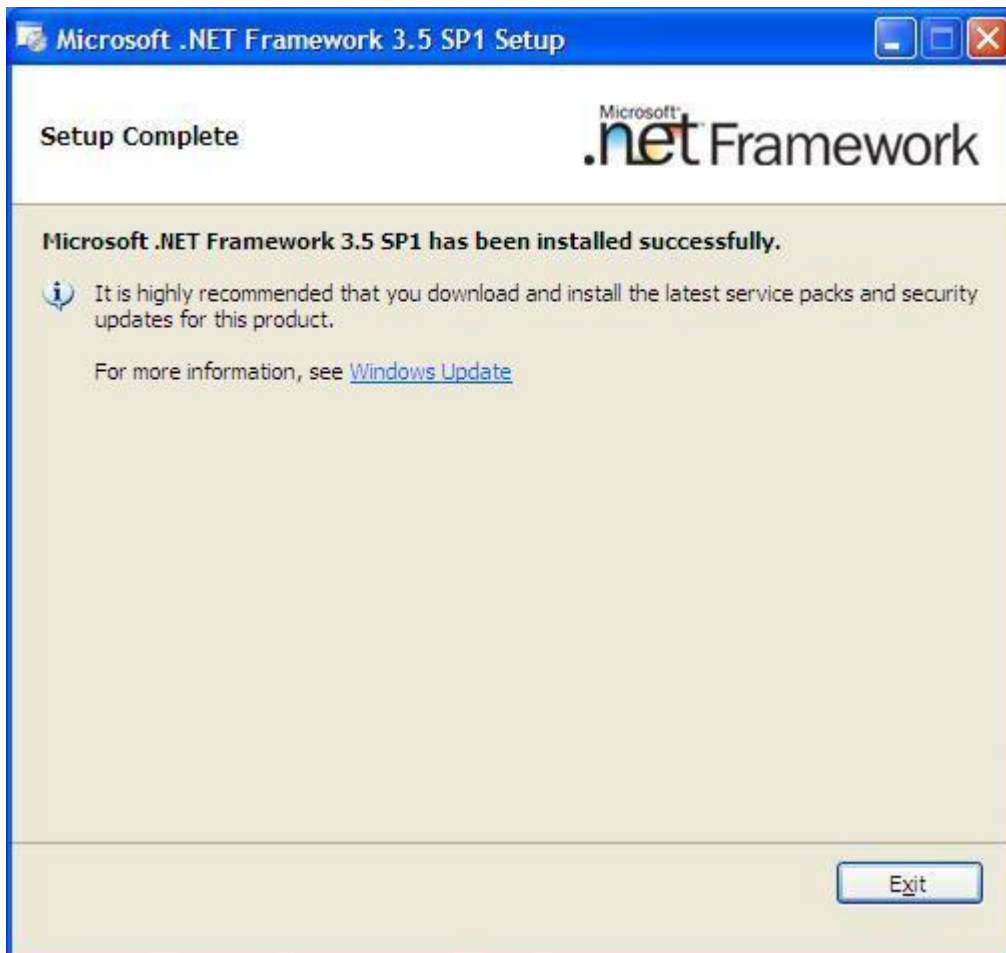 Microsoft .NET Framework 3.5 SP1 Setup
Setup Complete
Microsoft
.net Framework
Microsoft .NET Framework 3.5 SP1 has been installed successfully.
It is highly recommended that you download and install the latest service packs and security
updates for this product.
For more information, see Windows Update
Exit